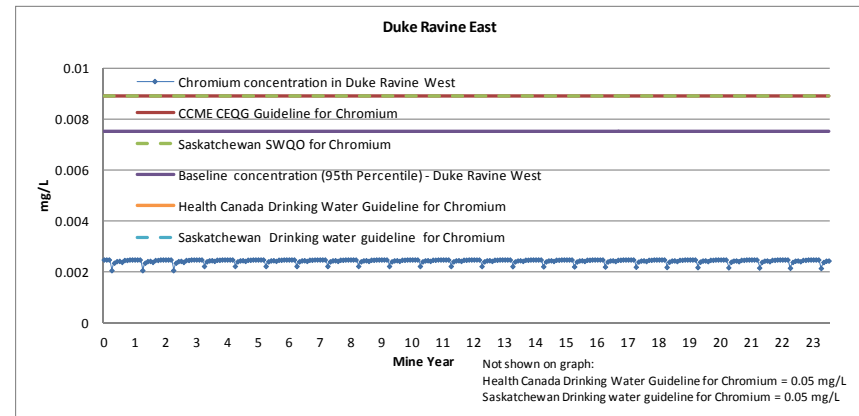 Duke Ravine East
0.01
0.008
0.006
0.004
0.002
0
mg/L
Chromium concentration in Duke Ravine West
CCME CEQG Guideline for Chromium
Saskatchewan SWQO for Chromium
Baseline concentration (95th Percentile) - Duke Ravine West
Health Canada Drinking Water Guideline for Chromium
Saskatchewan Drinking water guideline for Chromium
0 1 2 3 4 5 6 7 8 9 10 11 12 13 14 15 16 17 18 19 20 21 22 23
Mine Year
Not shown on graph:
Health Canada Drinking Water Guideline for Chromium = 0.05 mg/L
Saskatchewan Drinking water guideline for Chromium = 0.05 mg/L